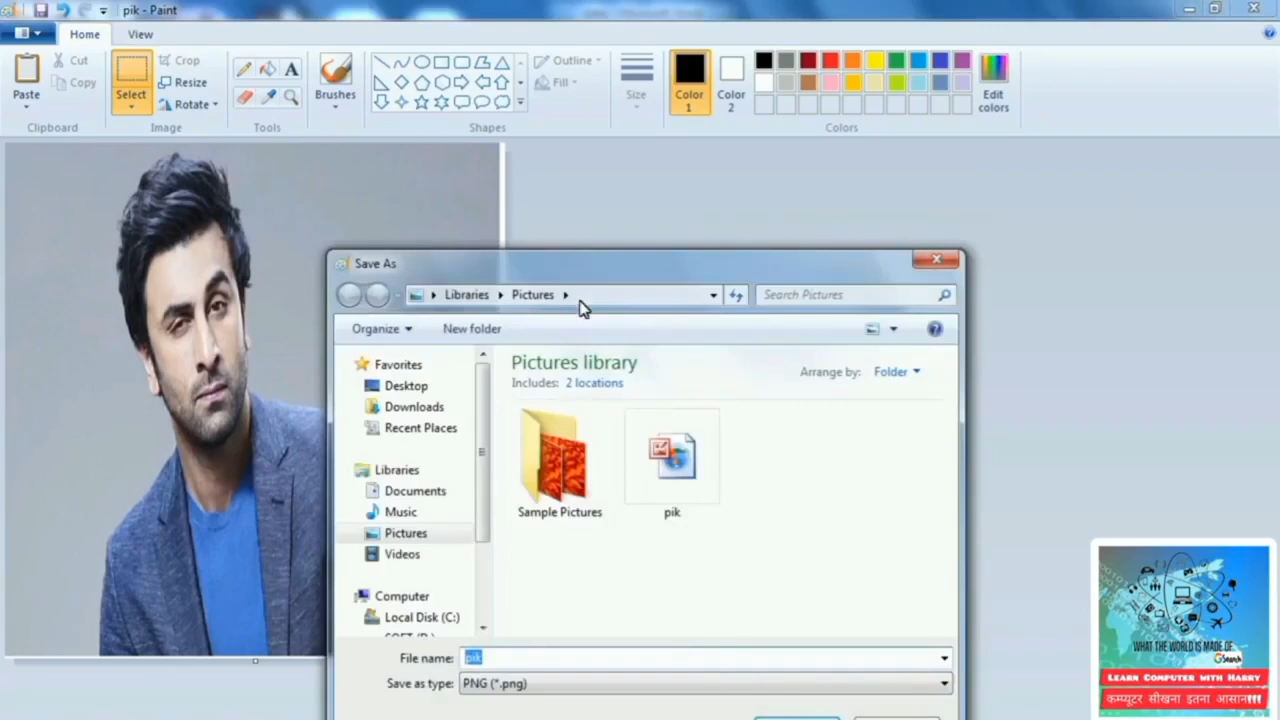 pik - Paint
Home View
Paste
Cut
Copy
Select
Crop
Resize
Rotate
Brushes
Outline
Fill
Size
Color 1
Color 2
Edit colors
Clipboard Image Tools Shapes Colors
Save As
Libraries Pictures
Search Pictures
Organize New folder
Favorites
Desktop
Downloads
Recent Places
Libraries
Documents
Music
Pictures
Videos
Computer
Local Disk (C:)
Pictures library
Includes: 2 locations
Arrange by: Folder
Sample Pictures pik
File name: pik
Save as type: PNG (*.png)
WHAT THE WORLD IS MADE OF
GSearch
LEARN COMPUTER WITH HARRY
कम्प्यूटर सीखना इतना आसान!!!